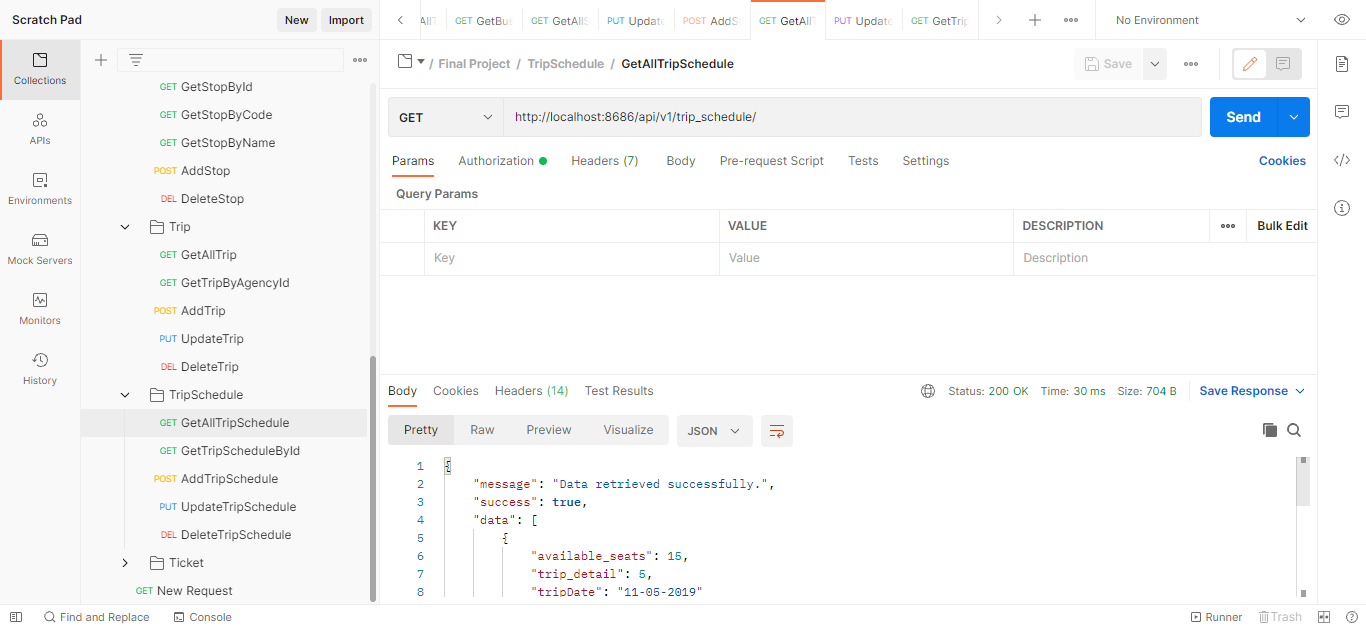 Scratch Pad
New
Import
GET GetBu
GET GetAllS
PUT Update
POST AddS
GET GetAllT
PUT Update
GET GetTrip
No Environment
Collections
APIs
Environments
Mock Servers
Monitors
History
GET GetStopById
GET GetStopByCode
GET GetStopByName
POST AddStop
DEL DeleteStop
Trip
GET GetAllTrip
GET GetTripByAgencyId
POST AddTrip
PUT UpdateTrip
DEL DeleteTrip
TripSchedule
GET GetAllTripSchedule
GET GetTripScheduleById
POST AddTripSchedule
PUT UpdateTripSchedule
DEL DeleteTripSchedule
Ticket
GET New Request
/ Final Project / TripSchedule / GetAllTripSchedule
Save
GET
http://localhost:8686/api/v1/trip_schedule/
Send
Params
Authorization
Headers (7)
Body
Pre-request Script
Tests
Settings
Cookies
Query Params
KEY VALUE DESCRIPTION
Bulk Edit
Key Value Description
Body
Cookies
Headers (14)
Test Results
Status: 200 OK Time: 30 ms Size: 704 B
Save Response
Pretty Raw Preview Visualize
JSON
1 {
2 "message": "Data retrieved successfully.",
3 "success": true,
4 "data": [
5 {
6 "available_seats": 15,
7 "trip_detail": 5,
8 "tripDate": "11-05-2019"
Find and Replace
Console
Runner
Trash